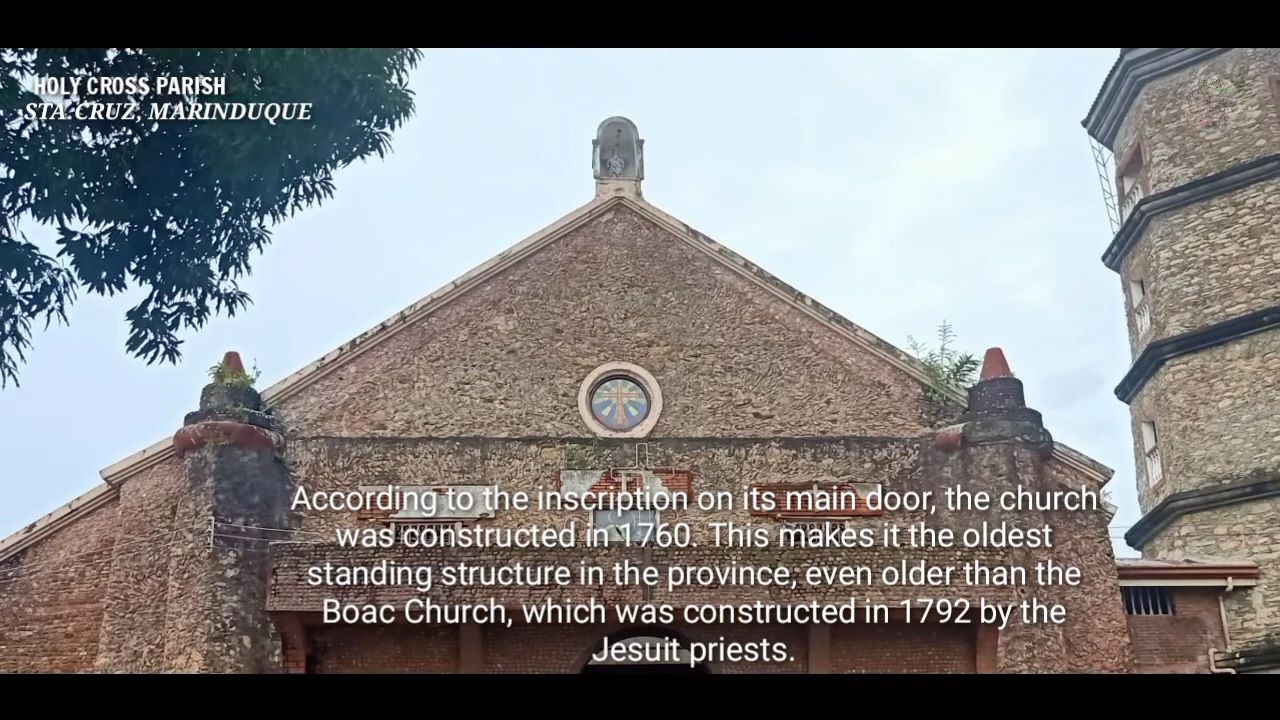 HOLY CROSS PARISH
STA.CRUZ, MARINDUQUE
According to the inscription on its main door, the church
was constructed in 1760. This makes it the oldest
standing structure in the province, even older than the
Boac Church, which was constructed in 1792 by the
Jesuit priests.